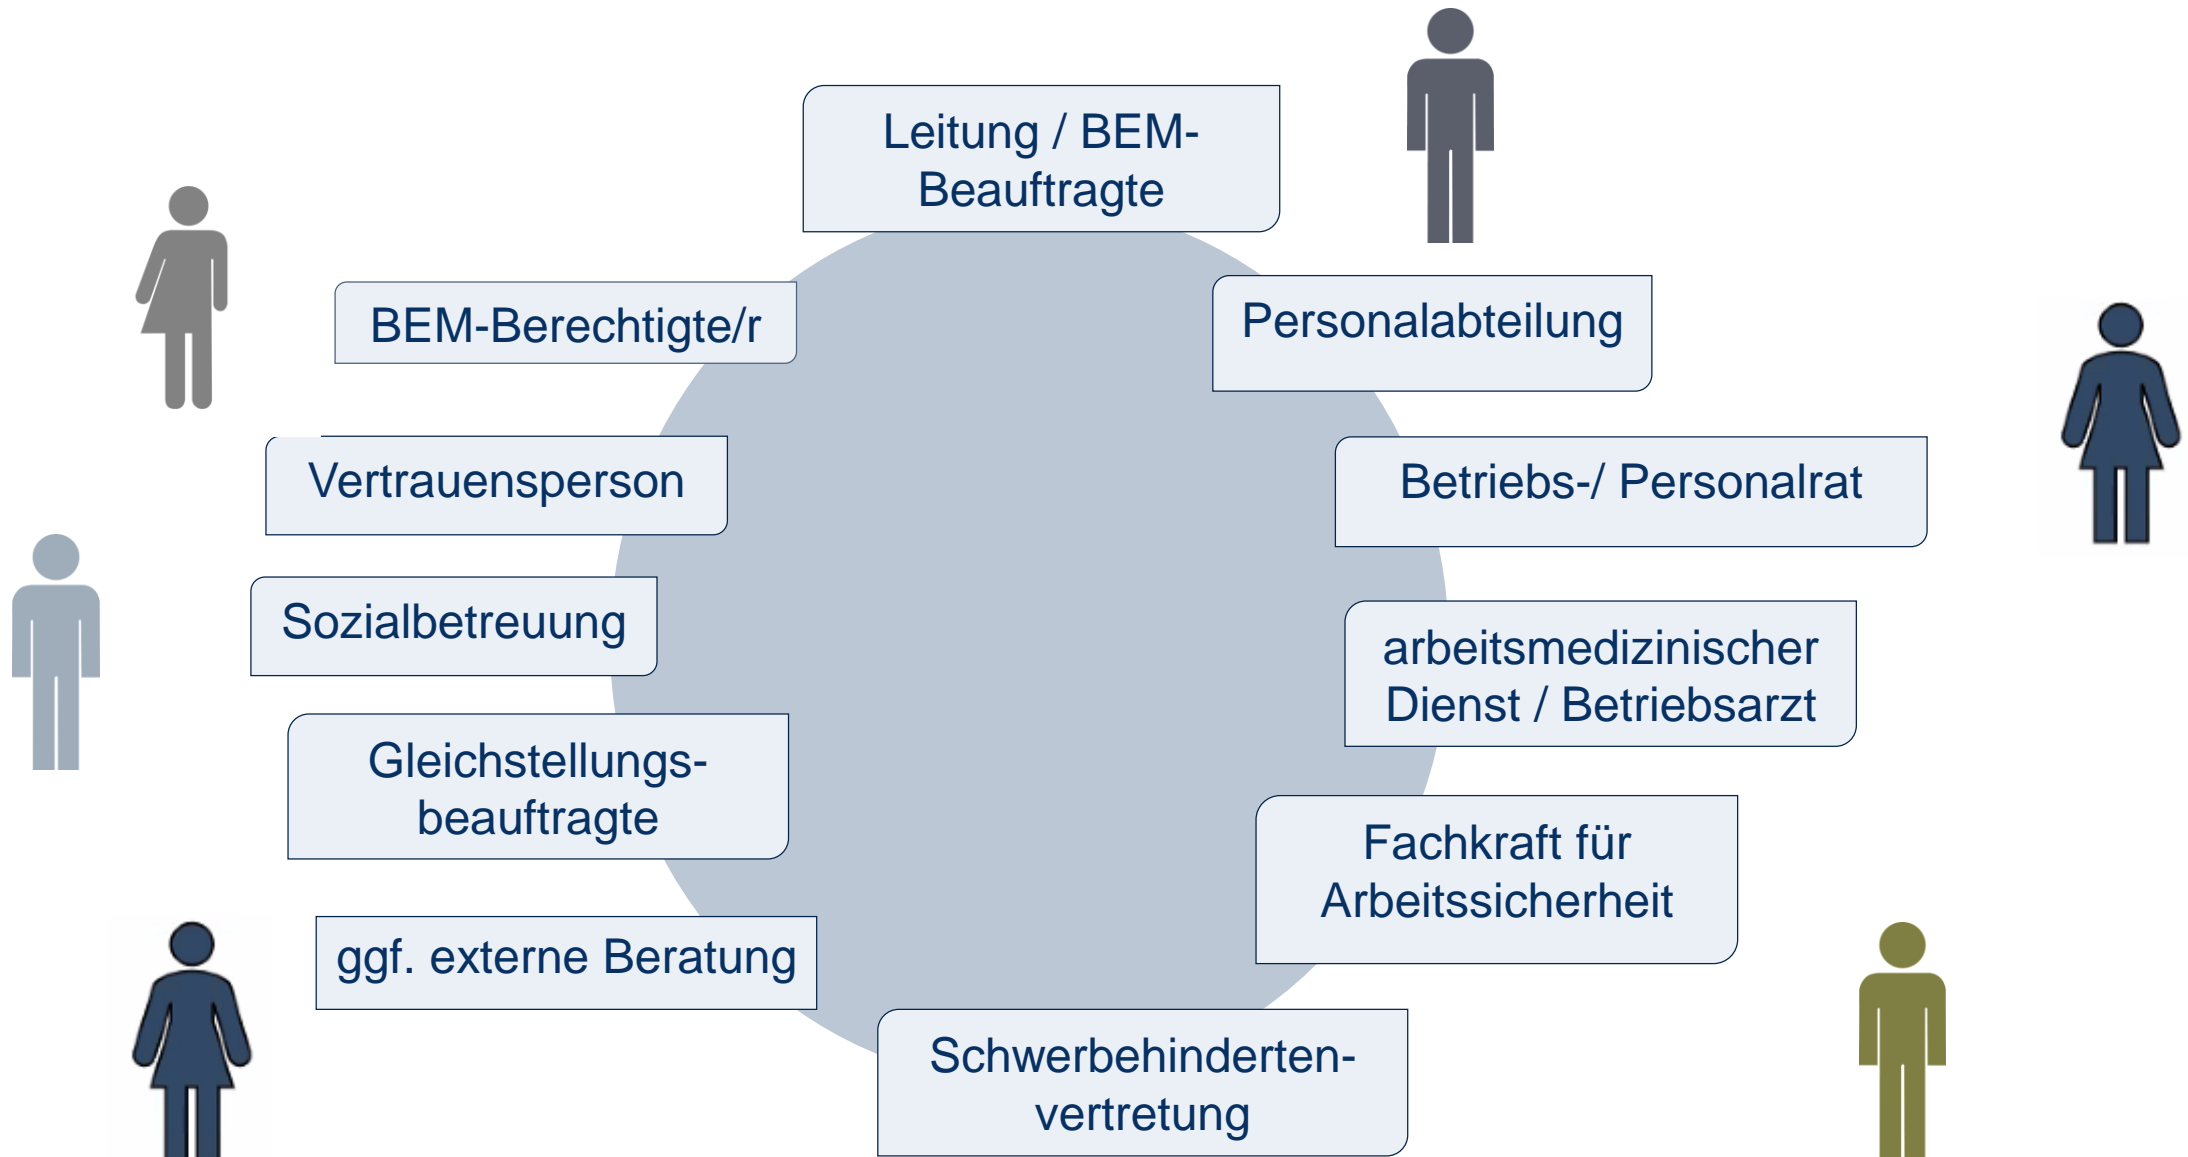 Leitung / BEM-
Beauftragte
BEM-Berechtigte/r
Personalabteilung
Vertrauensperson
Betriebs-/ Personalrat
Sozialbetreuung
arbeitsmedizinischer
Dienst / Betriebsarzt
Gleichstellungs-
beauftragte
Fachkraft für
Arbeitssicherheit
ggf. externe Beratung
Schwerbehinderten-
vertretung